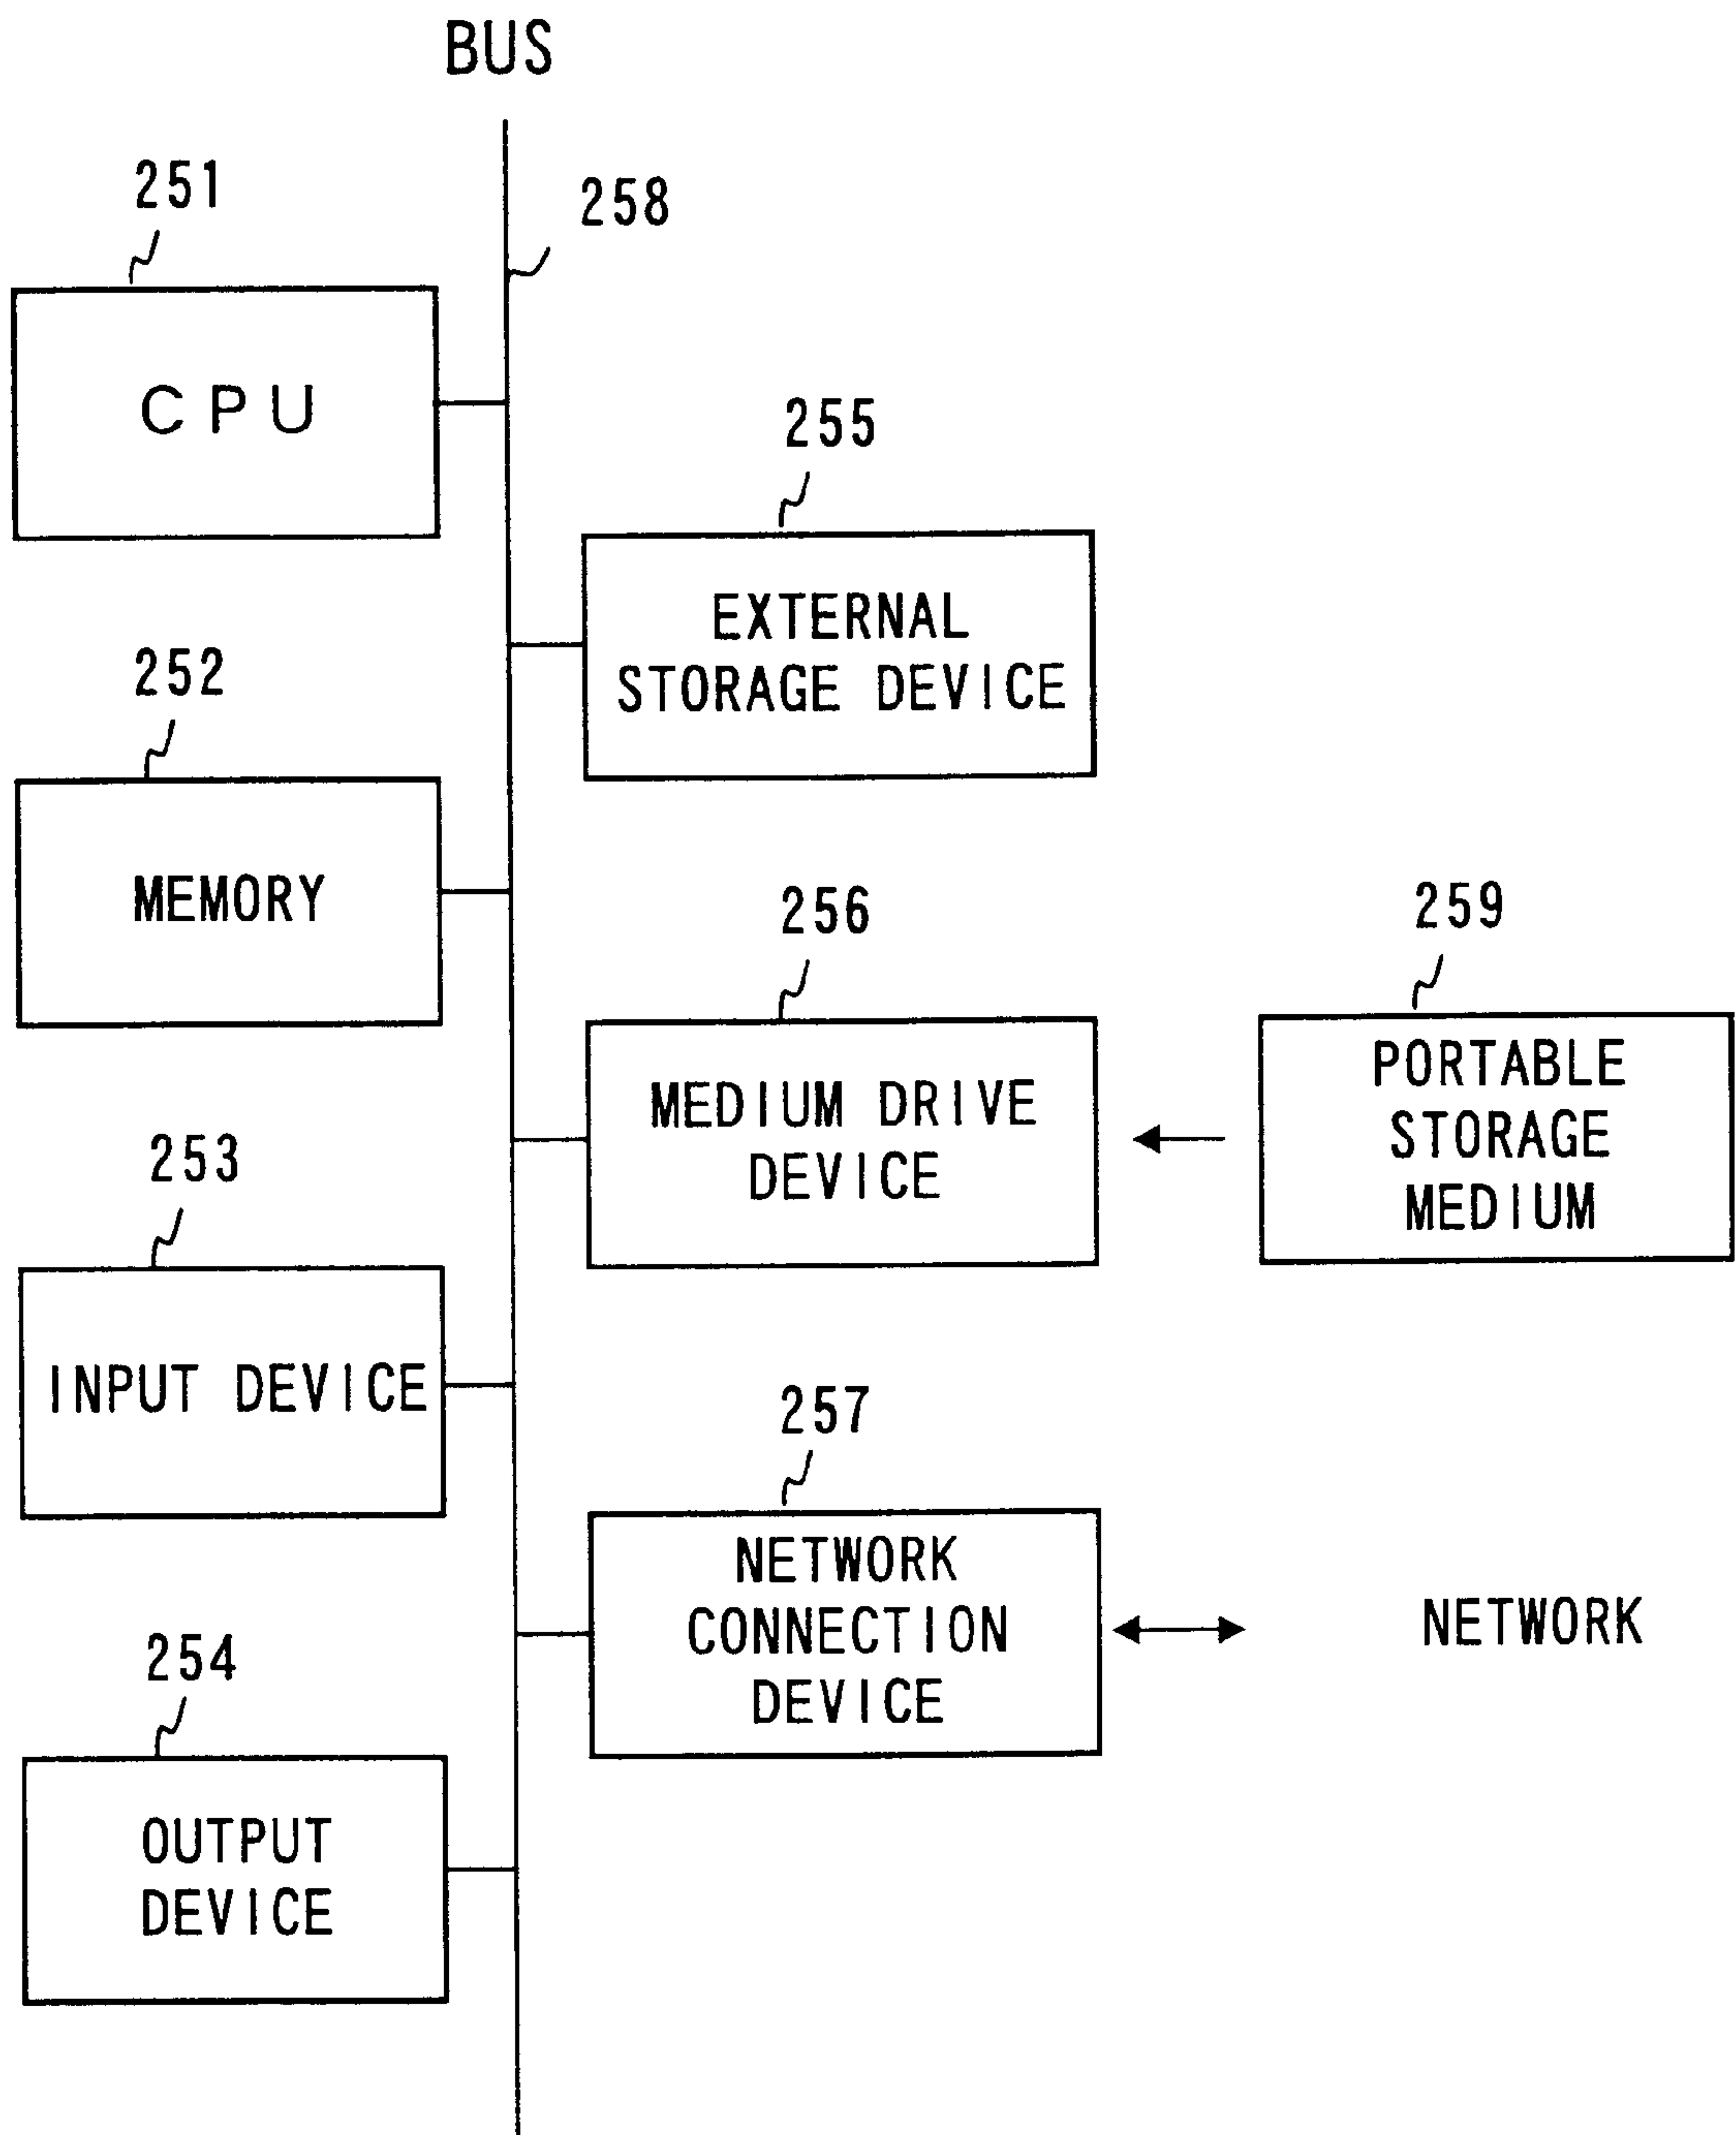 BUS
251
258
CPU
255
EXTERNAL
STORAGE DEVICE
252
MEMORY
256
259
MEDIUM DRIVE
DEVICE
PORTABLE
STORAGE
MEDIUM
253
INPUT DEVICE
257
NETWORK
CONNECTION
DEVICE
NETWORK
254
OUTPUT
DEVICE